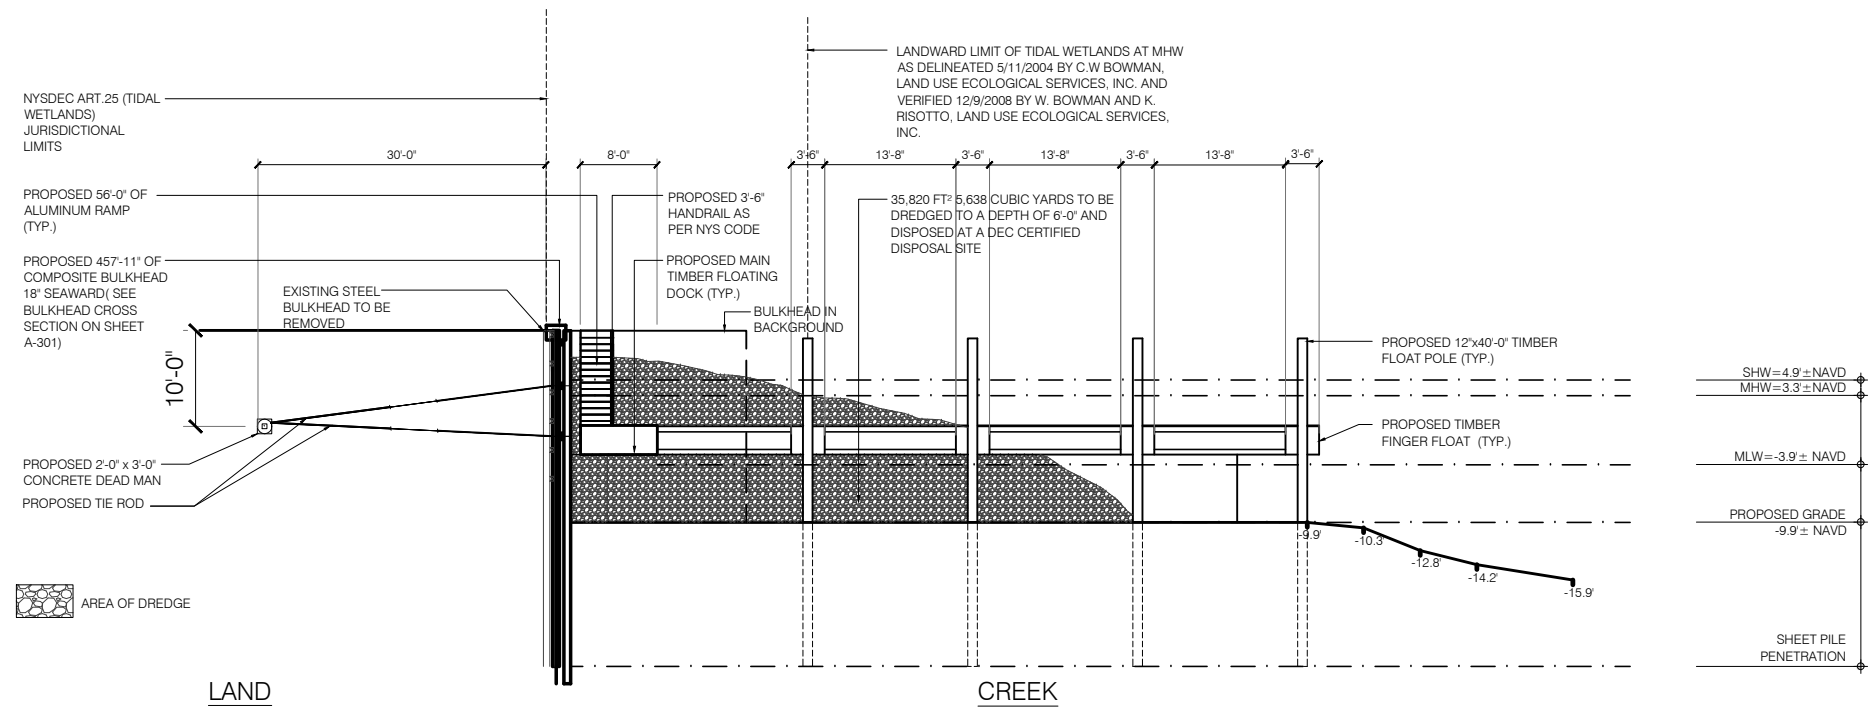 LANDWARD LIMIT OF TIDAL WETLANDS AT MHW
AS DELINEATED 5/11/2004 BY C.W BOWMAN,
LAND USE ECOLOGICAL SERVICES, INC. AND
VERIFIED 12/9/2008 BY W. BOWMAN AND K.
RISOTTO, LAND USE ECOLOGICAL SERVICES,
INC.
NYSDEC ART.25 (TIDAL
WETLANDS)
JURISDICTIONAL
LIMITS
30'-0"
8'-0"
3'-6"
13'-8"
3'-6"
13'-8"
3'-6"
13'-8"
3'-6"
PROPOSED 56'-0" OF
ALUMINUM RAMP
(TYP.)
PROPOSED 3'-6"
HANDRAIL AS
PER NYS CODE
35,820 FT² 5,638 CUBIC YARDS TO BE
DREDGED TO A DEPTH OF 6'-0" AND
DISPOSED AT A DEC CERTIFIED
DISPOSAL SITE
PROPOSED 457'-11" OF
COMPOSITE BULKHEAD
18" SEAWARD( SEE
BULKHEAD CROSS
SECTION ON SHEET
A-301)
EXISTING STEEL
BULKHEAD TO BE
REMOVED
PROPOSED MAIN
TIMBER FLOATING
DOCK (TYP.)
BULKHEAD IN
BACKGROUND
10'-0"
PROPOSED 12"x40'-0" TIMBER
FLOAT POLE (TYP.)
SHW=4.9'±NAVD
MHW=3.3'±NAVD
PROPOSED TIMBER
FINGER FLOAT (TYP.)
PROPOSED 2'-0" x 3'-0"
CONCRETE DEAD MAN
PROPOSED TIE ROD
MLW=-3.9'± NAVD
PROPOSED GRADE
-9.9'± NAVD
-9.9'
-10.3'
-12.8'
-14.2'
-15.9'
AREA OF DREDGE
SHEET PILE
PENETRATION
LAND
CREEK